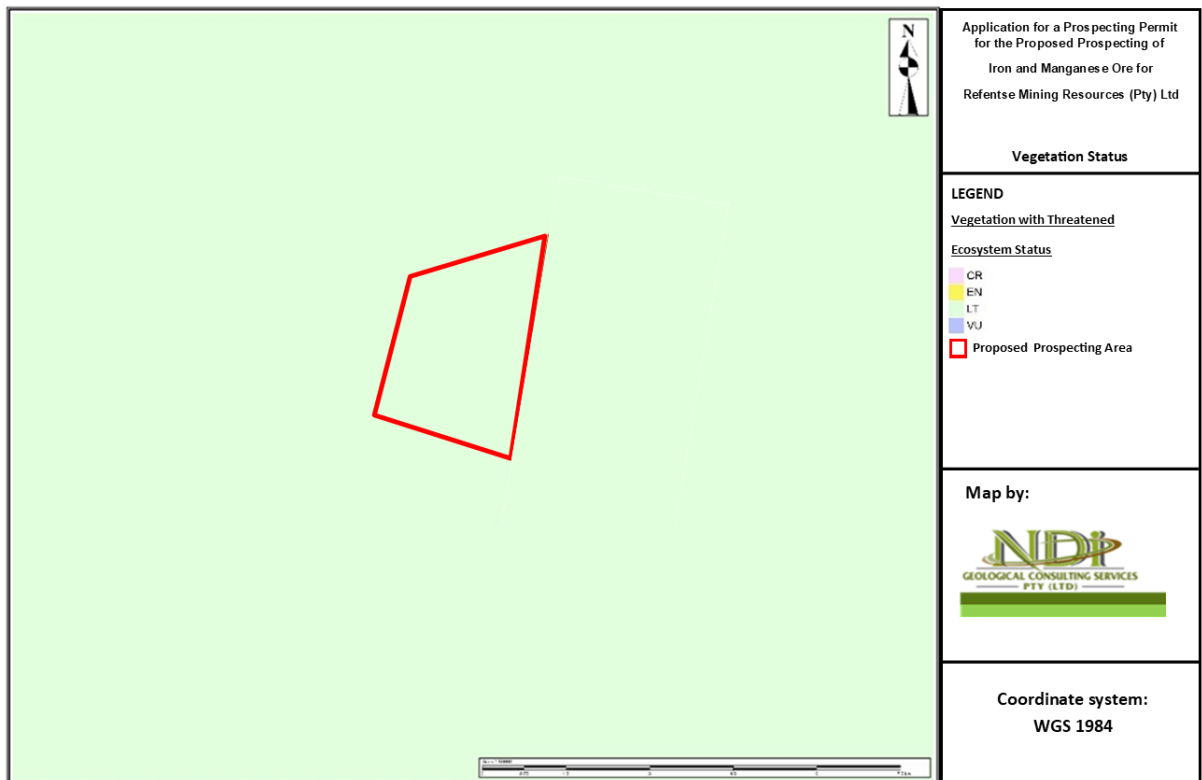 N
Application for a Prospecting Permit
for the Proposed Prospecting of
Iron and Manganese Ore for
Refentse Mining Resources (Pty) Ltd
Vegetation Status
LEGEND
Vegetation with Threatened
Ecosystem Status
CR
EN
LT
VU
Proposed Prospecting Area
Map by:
NDi
GEOLOGICAL CONSULTING SERVICES
PTY (LTD)
Coordinate system:
WGS 1984